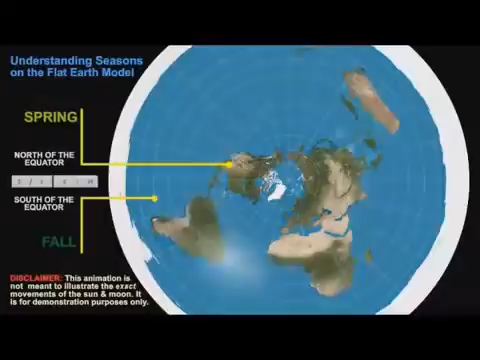 Understanding Seasons
on the Flat Earth Model
SPRING
NORTH OF THE
EQUATOR
SOUTH OF THE
EQUATOR
FALL
DISCLAIMER: This animation is
not meant to illustrate the exact
movements of the sun & moon. It
is for demonstration purposes only.